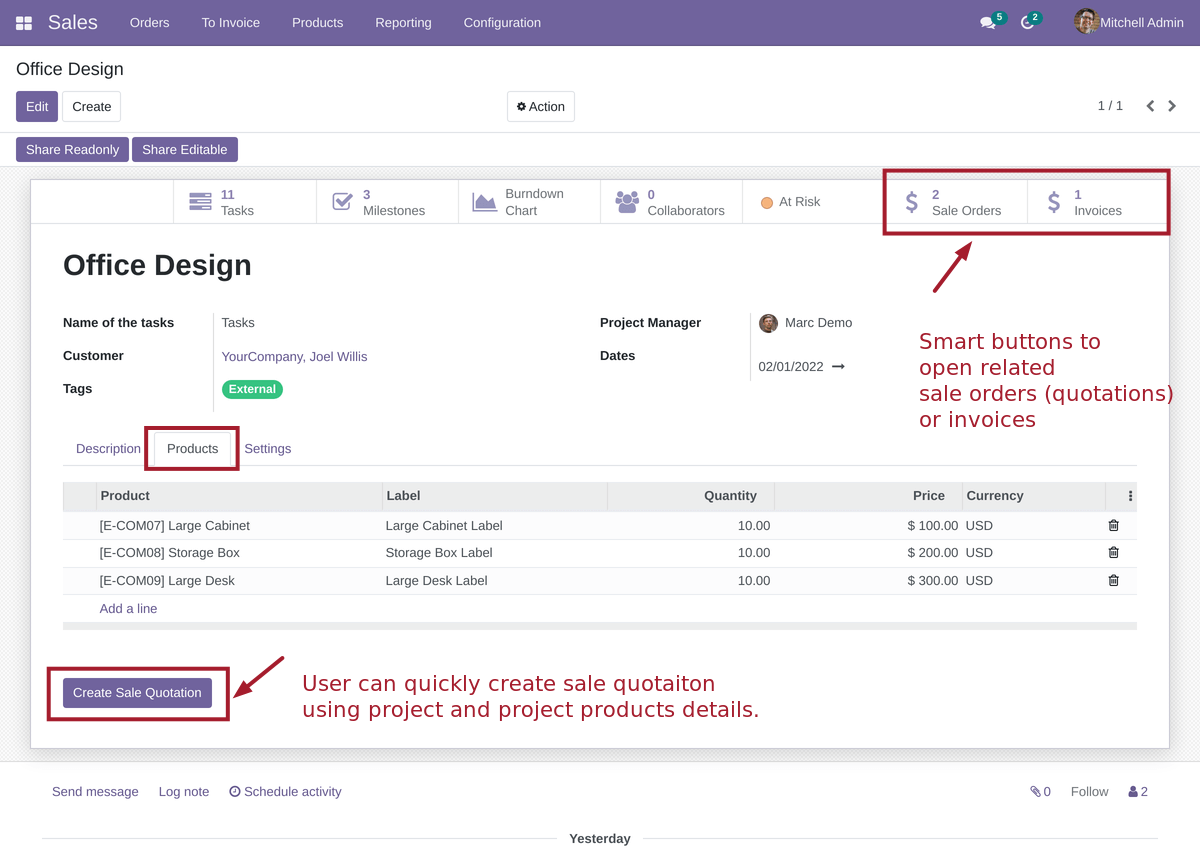 Sales Orders To Invoice Products Reporting Configuration 5 2 Mitchell Admin
Office Design
Edit Create Action 1 / 1
Share Readonly Share Editable
11 Tasks 3 Milestones Burndown Chart 0 Collaborators At Risk 2 Sale Orders 1 Invoices
Office Design
Name of the tasks Tasks Project Manager Marc Demo
Customer YourCompany, Joel Willis Dates 02/01/2022
Tags External
Smart buttons to
open related
sale orders (quotations)
or invoices
Description Products Settings
Product Label Quantity Price Currency
[E-COM07] Large Cabinet Large Cabinet Label 10.00 $ 100.00 USD
[E-COM08] Storage Box Storage Box Label 10.00 $ 200.00 USD
[E-COM09] Large Desk Large Desk Label 10.00 $ 300.00 USD
Add a line
Create Sale Quotation
User can quickly create sale quotaiton
using project and project products details.
Send message Log note Schedule activity 0 Follow 2
Yesterday